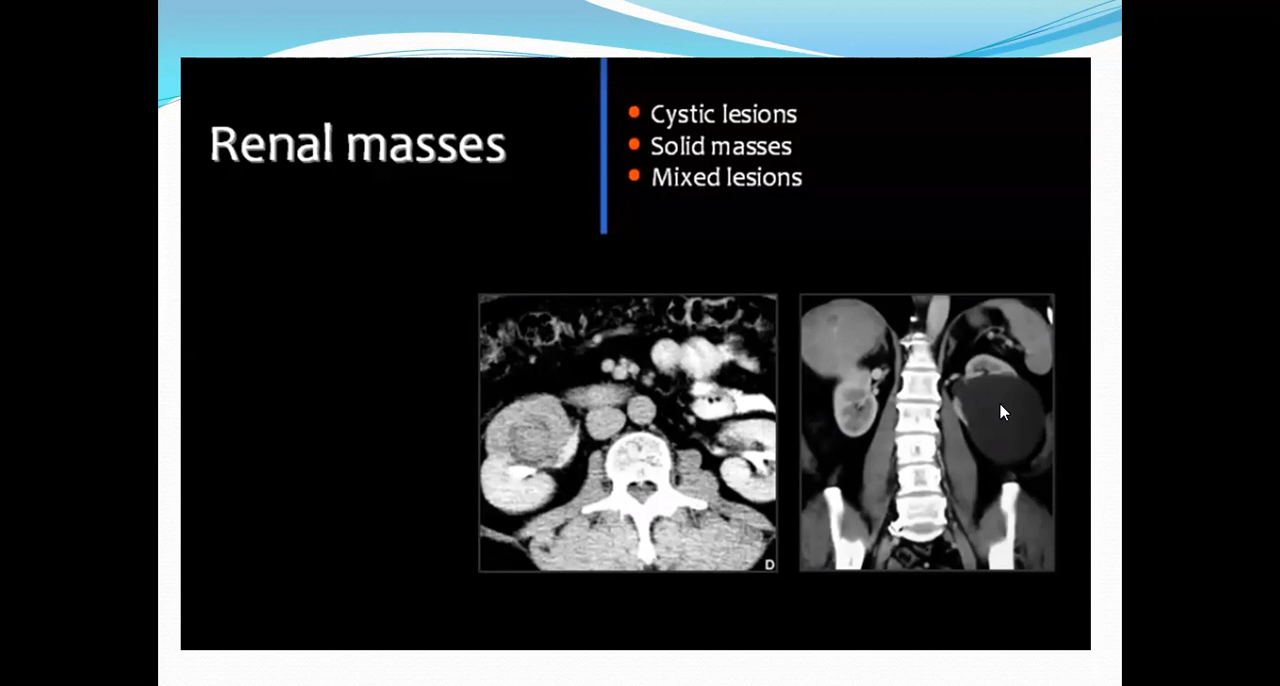 Renal masses
Cystic lesions
Solid masses
Mixed lesions
D